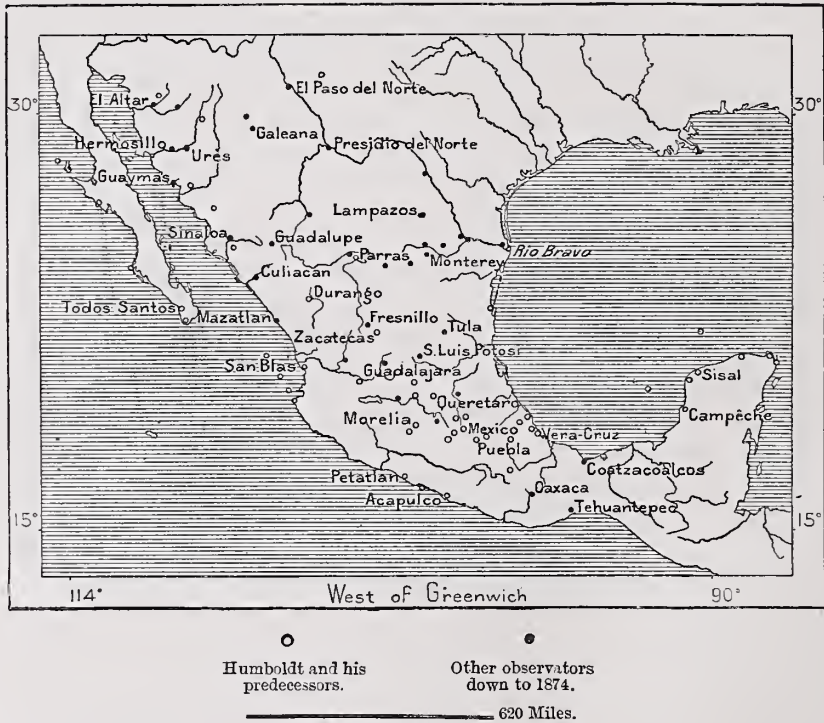 El Paso del Norte
30°
30°
El Altar
Galeana
Hermosillo
Ures
Presidio del Norte
Guaymas
Lampazos
Sinaloa
Guadalupe
Rio Bravo
Parras
Monterey
Culiacan
Durango
Todos Santos
Mazatlan
Fresnillo
Tula
Zacatecas
S. Luis Potosi
San Blas
Guadalajara
Sisal
Queretaro
Campêche
Morelia
Mexico
Vera-Cruz
Puebla
Coatzacoalcos
Petatlan
Oaxaca
Acapulco
Tehuantepec
15°
15°
114°
West of Greenwich
90°
Humboldt and his
predecessors.
Other observators
down to 1874.
620 Miles.